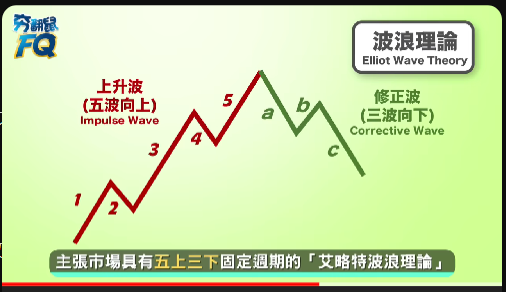 夯翻鼠
FQ
波浪理論
Elliot Wave Theory
上升波
(五波向上)
Impulse Wave
修正波
(三波向下)
Corrective Wave
1
2
3
4
5
a
b
c
主張市場具有五上三下固定週期的「艾略特波浪理論」